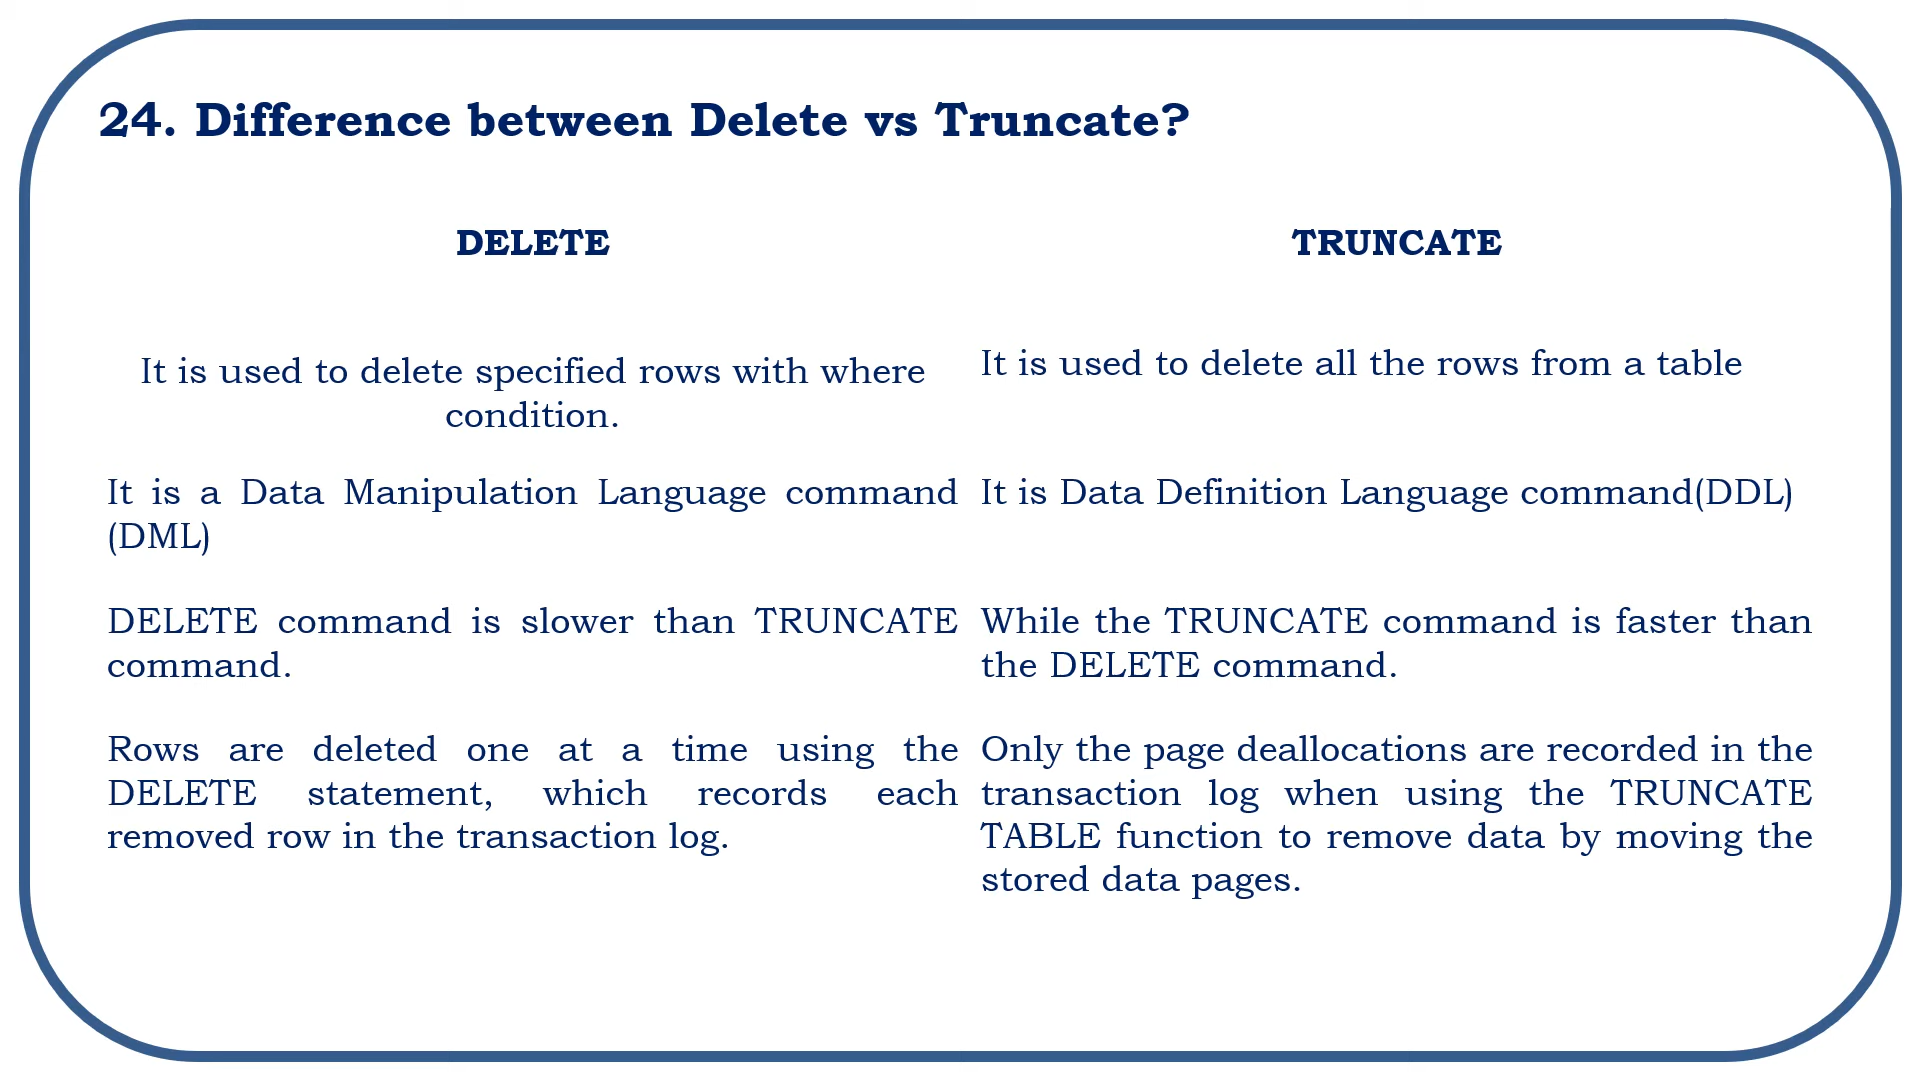 24. Difference between Delete vs Truncate?
DELETE
TRUNCATE
It is used to delete specified rows with where
condition.
It is used to delete all the rows from a table
It is a Data Manipulation Language command
(DML)
It is Data Definition Language command(DDL)
DELETE command is slower than TRUNCATE
command.
While the TRUNCATE command is faster than
the DELETE command.
Rows are deleted one at a time using the
DELETE statement, which records each
removed row in the transaction log.
Only the page deallocations are recorded in the
transaction log when using the TRUNCATE
TABLE function to remove data by moving the
stored data pages.